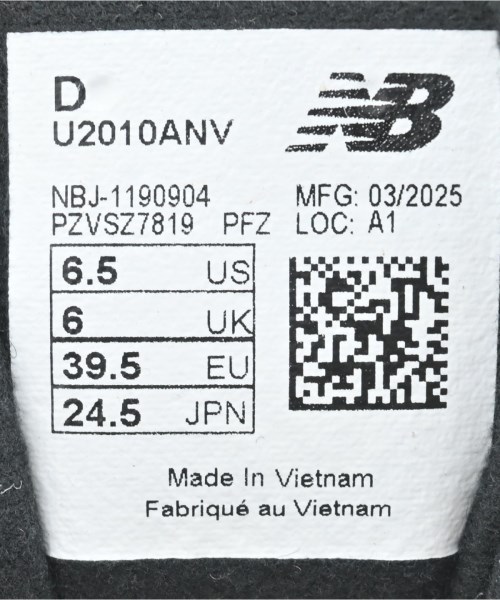 D
U2010ANV
NB
NBJ-1190904 MFG: 03/2025
PZVSZ7819 PFZ LOC: A1
6.5 US
6 UK
39.5 EU
24.5 JPN
Made In Vietnam
Fabriqué au Vietnam